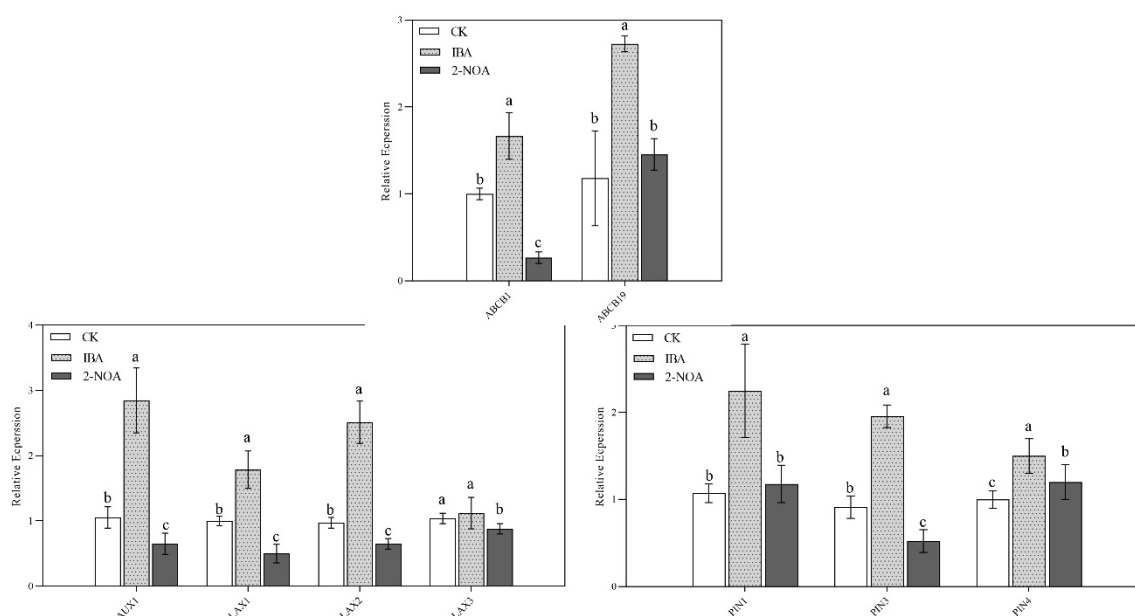 3
CK
IBA
2-NOA
a
a
b
c
b
b
2
1
0
Relative Ecperssion
ABCB1
ABCB19
4
CK
IBA
2-NOA
a
b
c
a
b
c
a
b
c
a
a
b
3
2
1
0
Relative Ecperssion
AUX1
LAX1
LAX2
LAX3
3
CK
IBA
2-NOA
a
b
b
a
b
c
a
c
b
2
1
0
Relative Ecperssion
PIN1
PIN3
PIN4